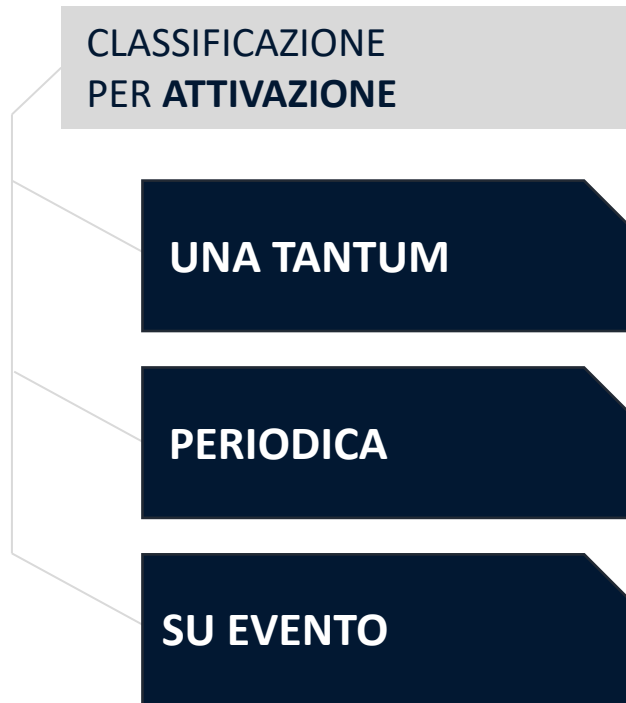 CLASSIFICAZIONE
PER ATTIVAZIONE
UNA TANTUM
PERIODICA
SU EVENTO